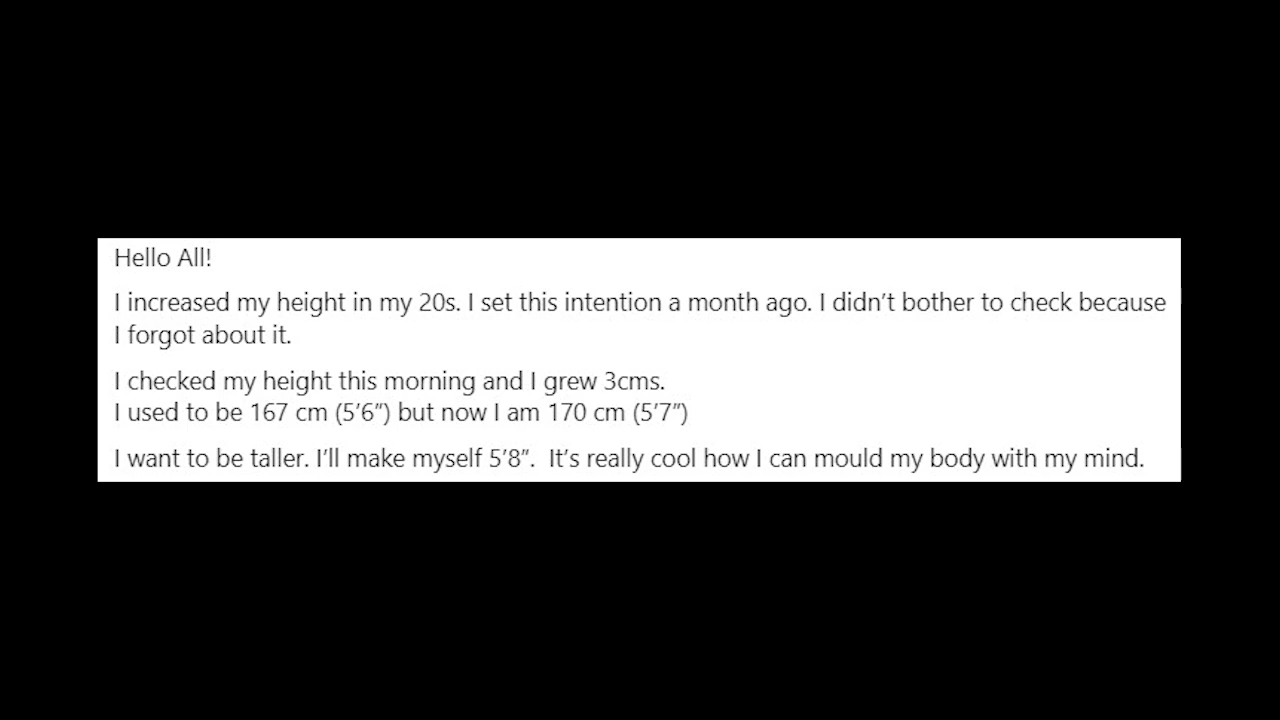 Hello All!
I increased my height in my 20s. I set this intention a month ago. I didn’t bother to check because
I forgot about it.
I checked my height this morning and I grew 3cms.
I used to be 167 cm (5’6”) but now I am 170 cm (5’7”)
I want to be taller. I’ll make myself 5’8”.  It’s really cool how I can mould my body with my mind.